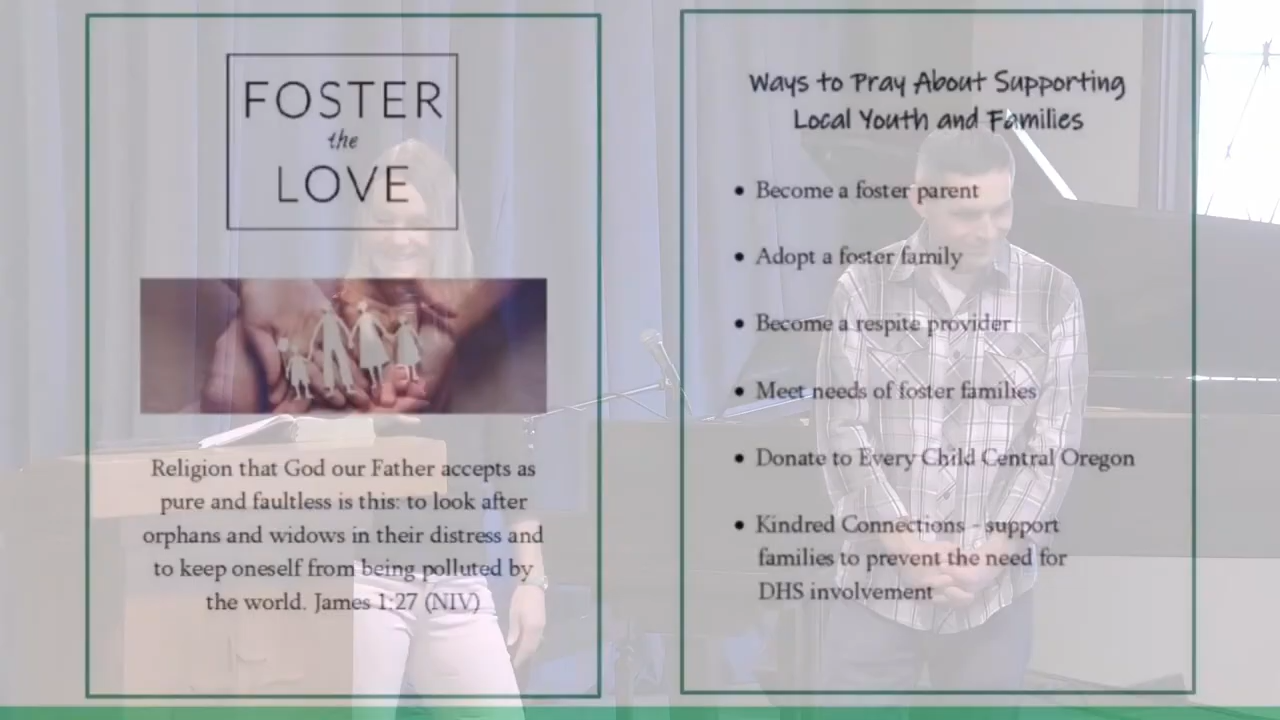 FOSTER
the
LOVE
Religion that God our Father accepts as
pure and faultless is this: to look after
orphans and widows in their distress and
to keep oneself from being polluted by
the world. James 1:27 (NIV)
Ways to Pray About Supporting
Local Youth and Families
• Become a foster parent
• Adopt a foster family
• Become a respite provider
• Meet needs of foster families
• Donate to Every Child Central Oregon
• Kindred Connections - support
families to prevent the need for
DHS involvement